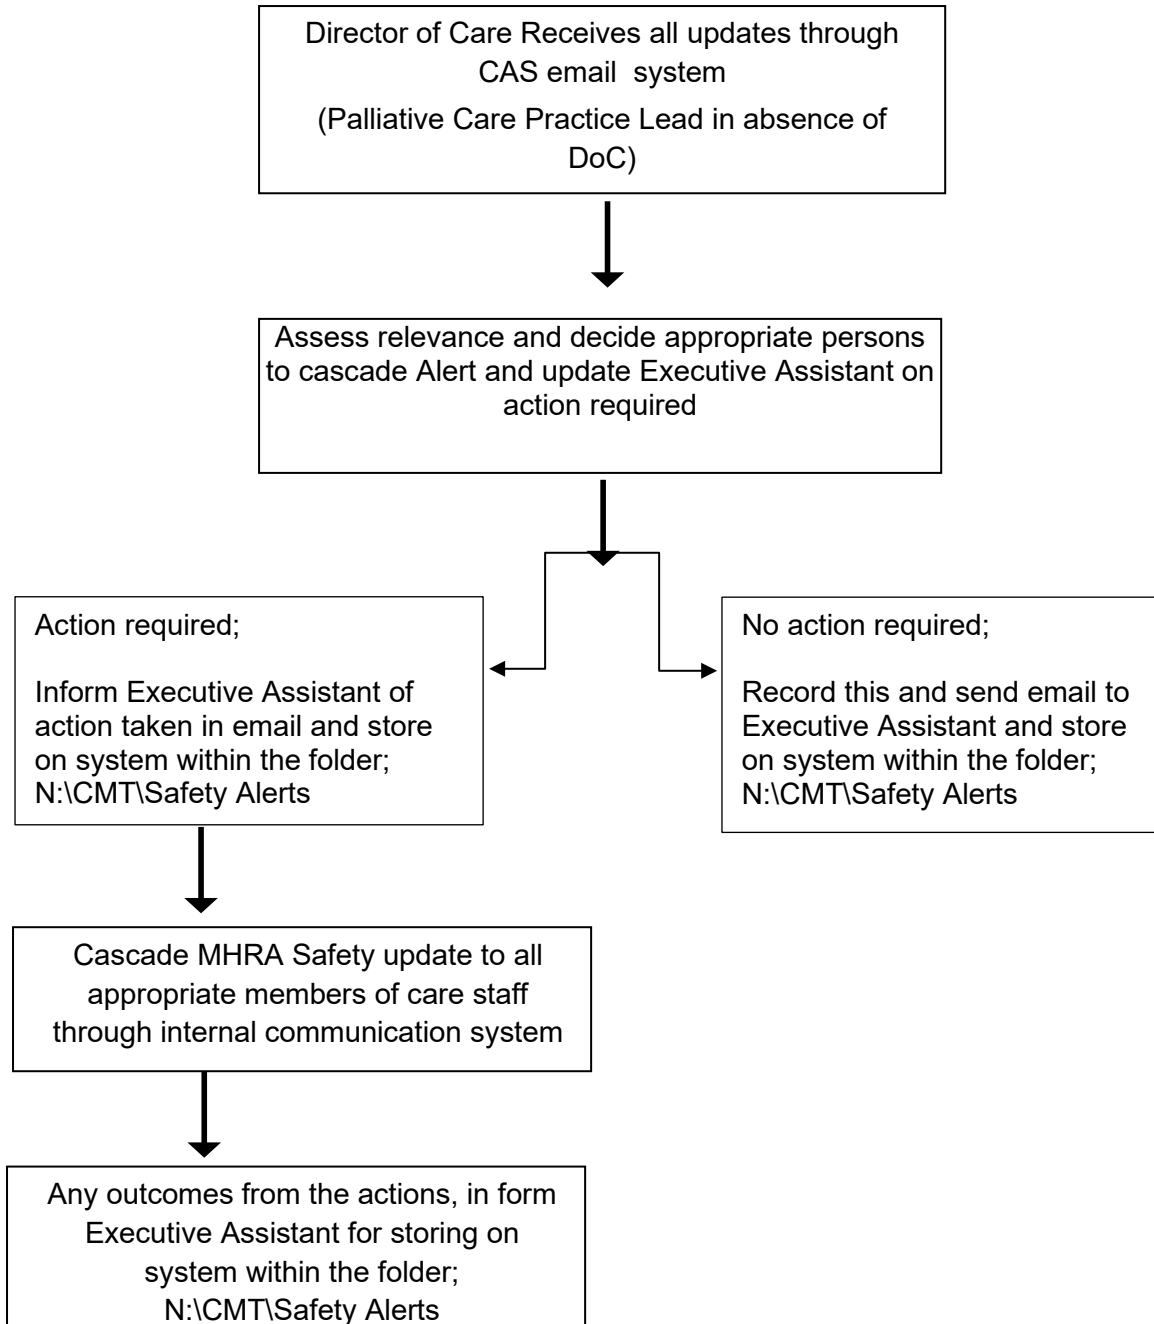 Director of Care Receives all updates through
CAS email system
(Palliative Care Practice Lead in absence of
DoC)
Assess relevance and decide appropriate persons
to cascade Alert and update Executive Assistant on
action required
Action required;
Inform Executive Assistant of
action taken in email and store
on system within the folder;
N:\CMT\Safety Alerts
No action required;
Record this and send email to
Executive Assistant and store
on system within the folder;
N:\CMT\Safety Alerts
Cascade MHRA Safety update to all
appropriate members of care staff
through internal communication system
Any outcomes from the actions, in form
Executive Assistant for storing on
system within the folder;
N:\CMT\Safety Alerts